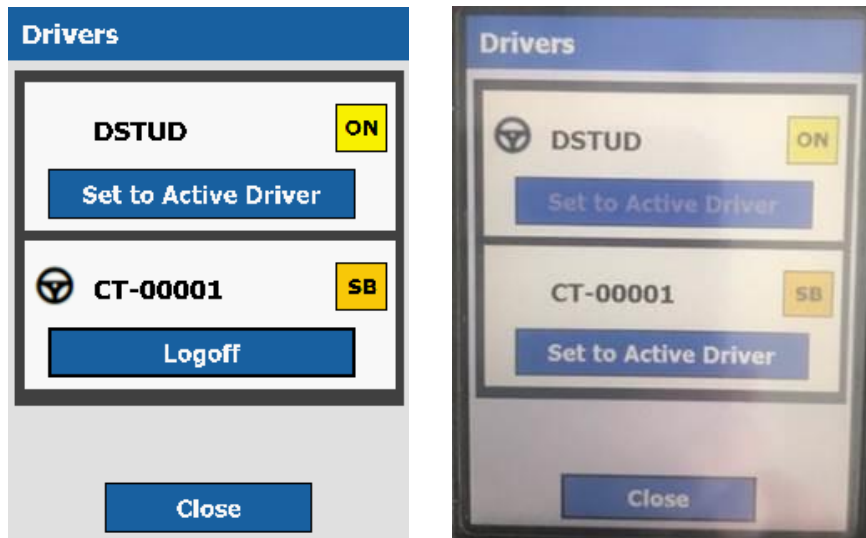 Drivers
DSTUD ON
Set to Active Driver
CT-00001 SB
Logoff
Close
Drivers
DSTUD ON
Set to Active Driver
CT-00001 SB
Set to Active Driver
Close